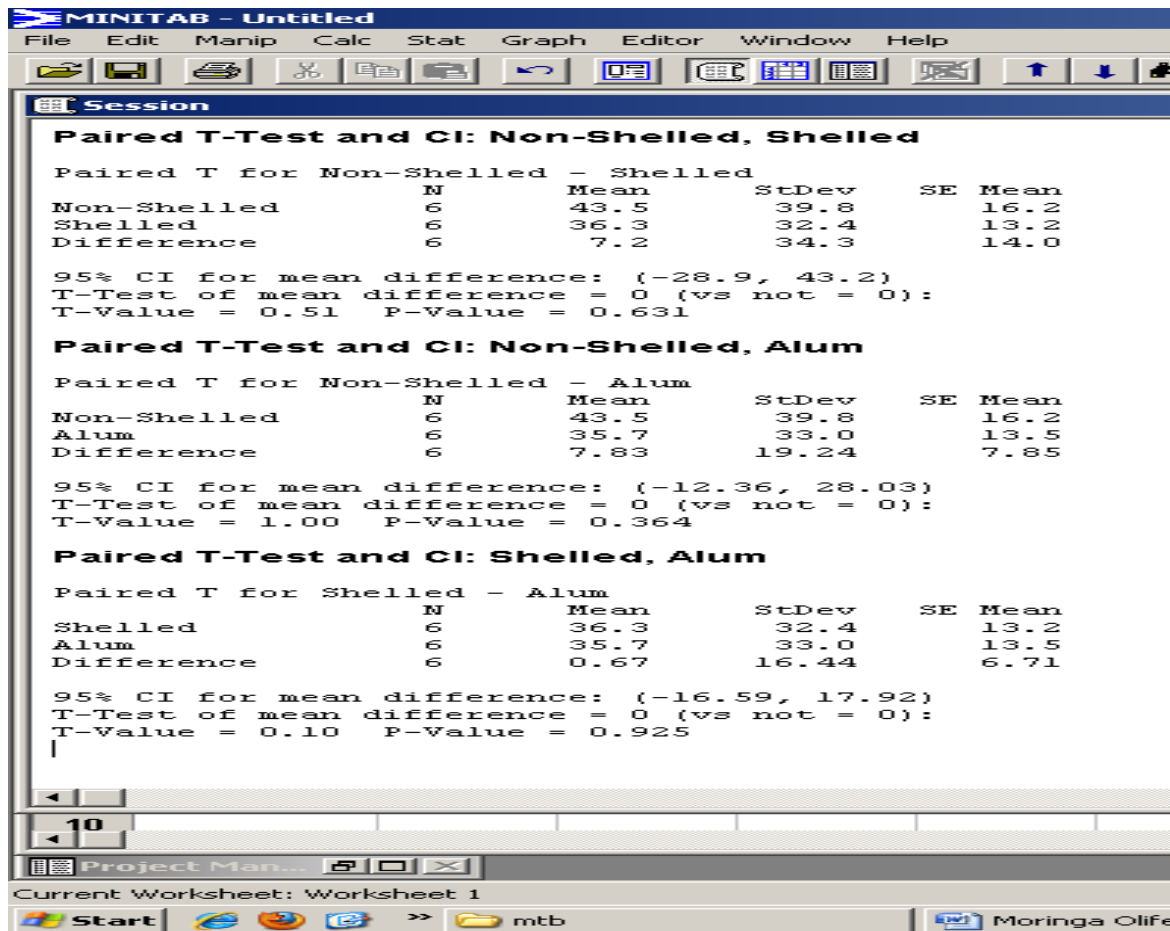 MINITAB - Untitled
File Edit Manip Calc Stat Graph Editor Window Help
Session
Paired T-Test and CI: Non-Shelled, Shelled
Paired T for Non-Shelled - Shelled
N Mean StDev SE Mean
Non-Shelled 6 43.5 39.8 16.2
Shelled 6 36.3 32.4 13.2
Difference 6 7.2 34.3 14.0
95% CI for mean difference: (-28.9, 43.2)
T-Test of mean difference = 0 (vs not = 0):
T-Value = 0.51 P-Value = 0.631
Paired T-Test and CI: Non-Shelled, Alum
Paired T for Non-Shelled - Alum
N Mean StDev SE Mean
Non-Shelled 6 43.5 39.8 16.2
Alum 6 35.7 33.0 13.5
Difference 6 7.83 19.24 7.85
95% CI for mean difference: (-12.36, 28.03)
T-Test of mean difference = 0 (vs not = 0):
T-Value = 1.00 P-Value = 0.364
Paired T-Test and CI: Shelled, Alum
Paired T for Shelled - Alum
N Mean StDev SE Mean
Shelled 6 36.3 32.4 13.2
Alum 6 35.7 33.0 13.5
Difference 6 0.67 16.44 6.71
95% CI for mean difference: (-16.59, 17.92)
T-Test of mean difference = 0 (vs not = 0):
T-Value = 0.10 P-Value = 0.925
10
Project Man...
Current Worksheet: Worksheet 1
Start >> mtb Moringa Olife